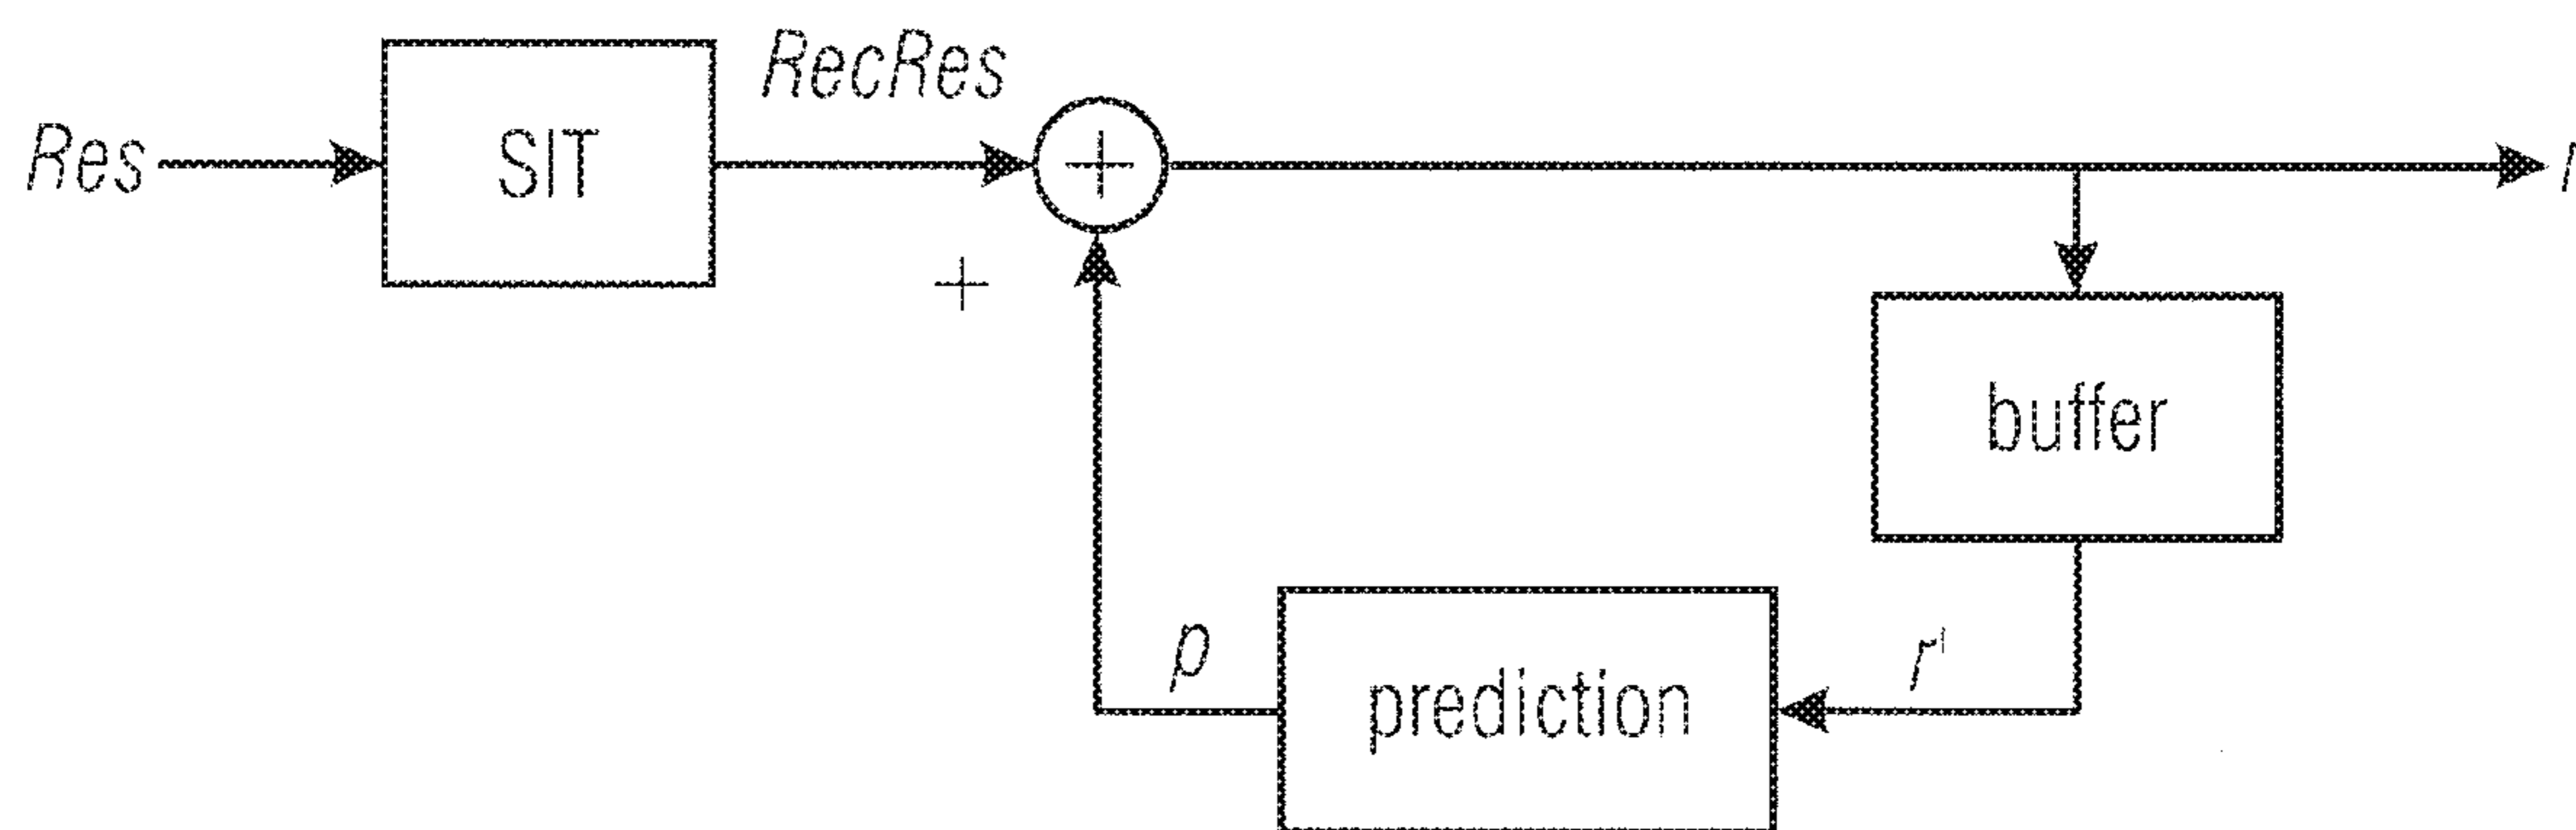 RecRes
Res
SIT
+
+
buffer
p
r'
prediction